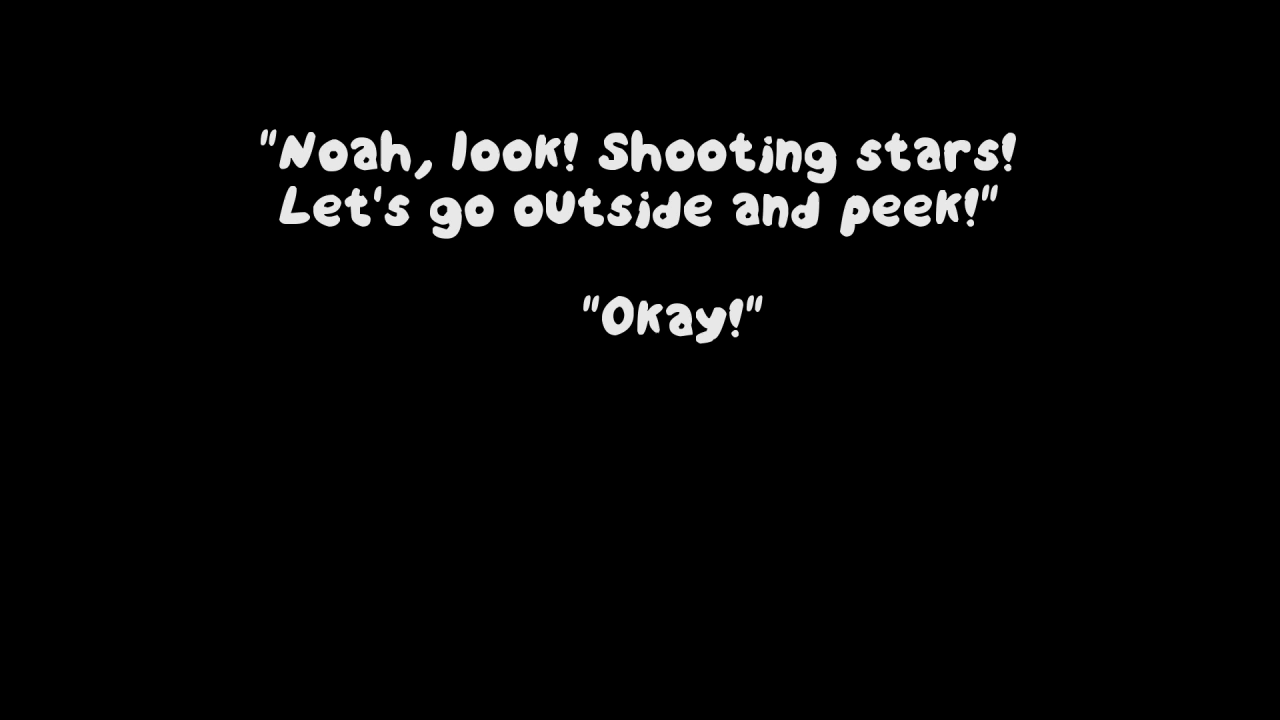 "Noah, look! Shooting stars!
Let's go outside and peek!"
"Okay!"